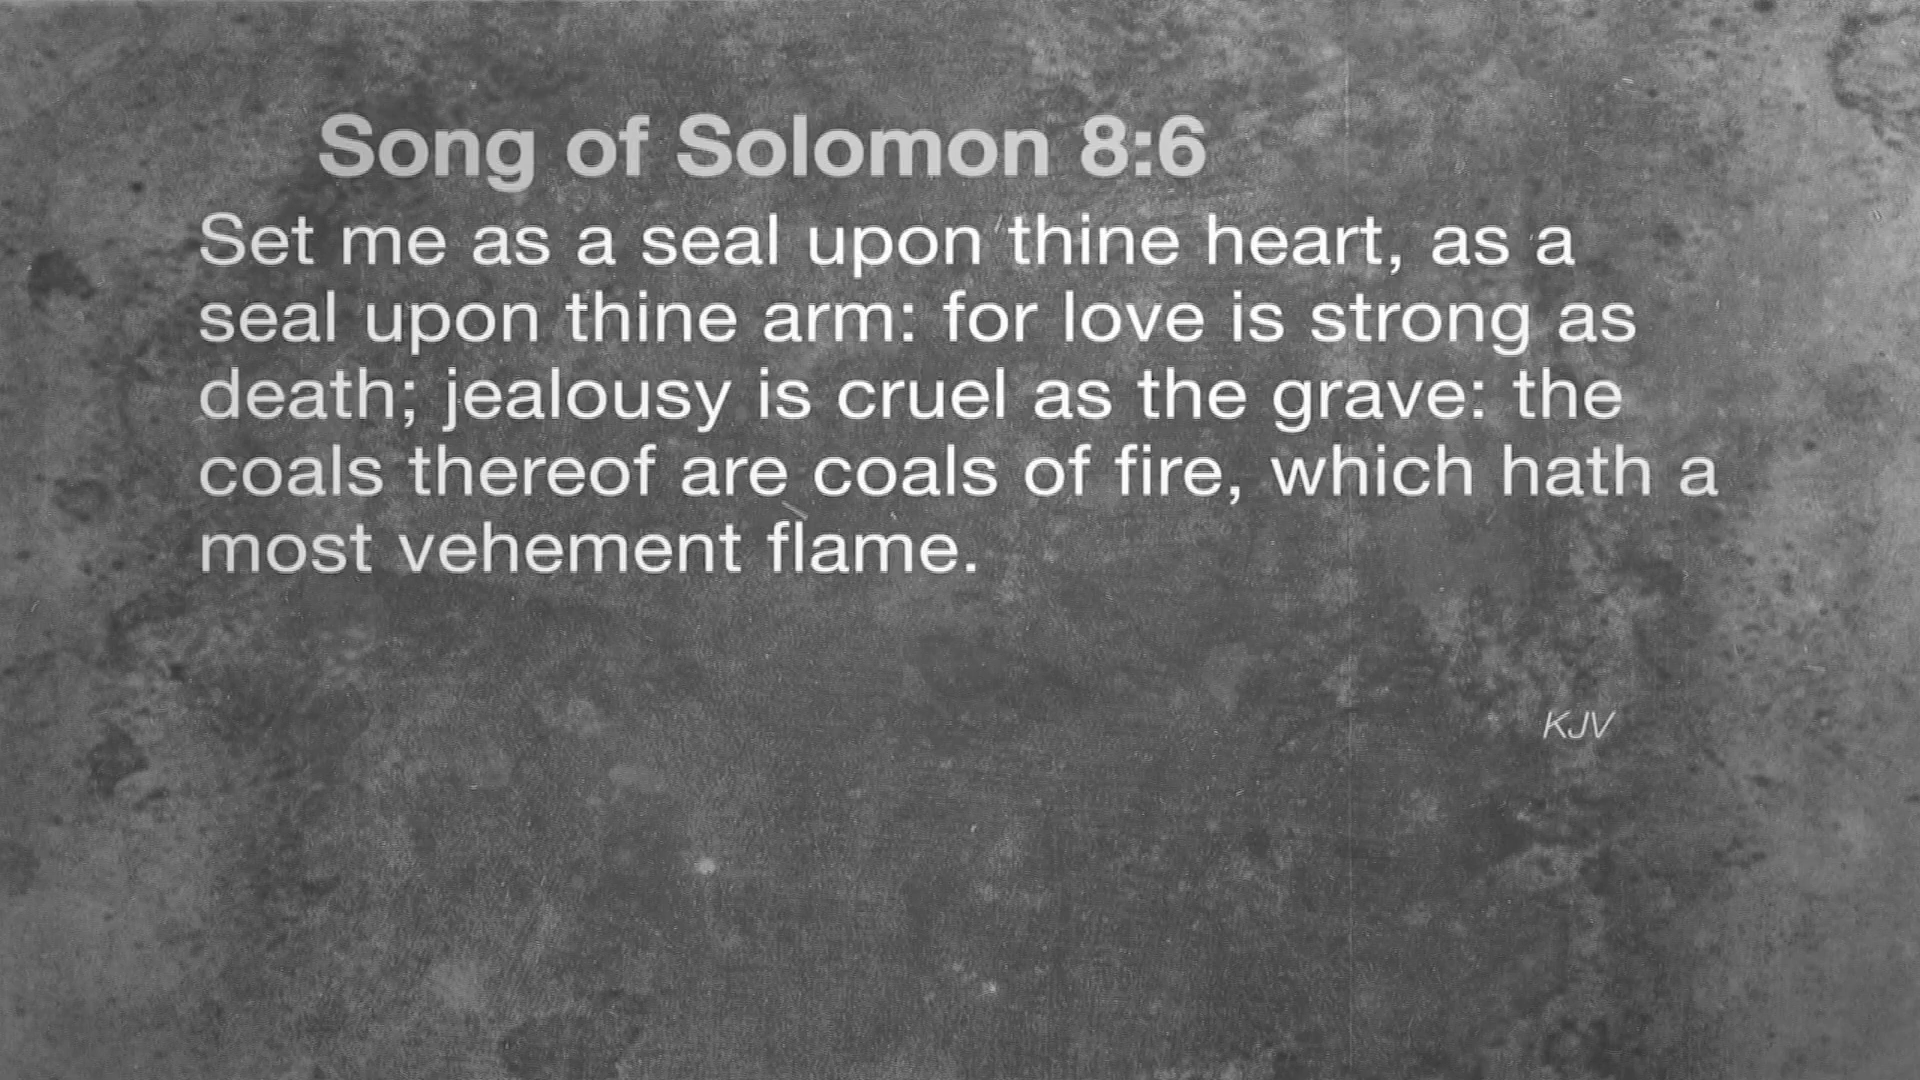 Song of Solomon 8:6
Set me as a seal upon thine heart, as a
seal upon thine arm: for love is strong as
death; jealousy is cruel as the grave: the
coals thereof are coals of fire, which hath a
most vehement flame.
KJV